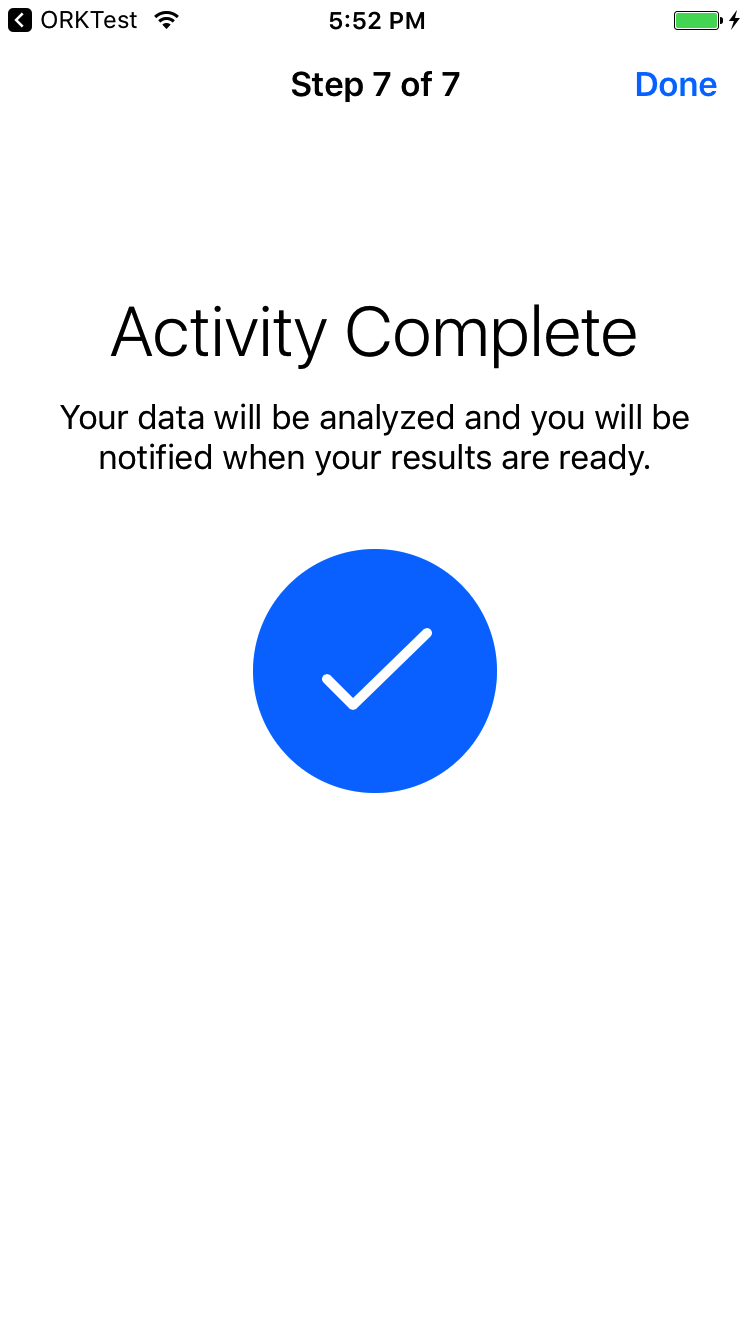 ORKTest
5:52 PM
Step 7 of 7
Done
Activity Complete
Your data will be analyzed and you will be
notified when your results are ready.